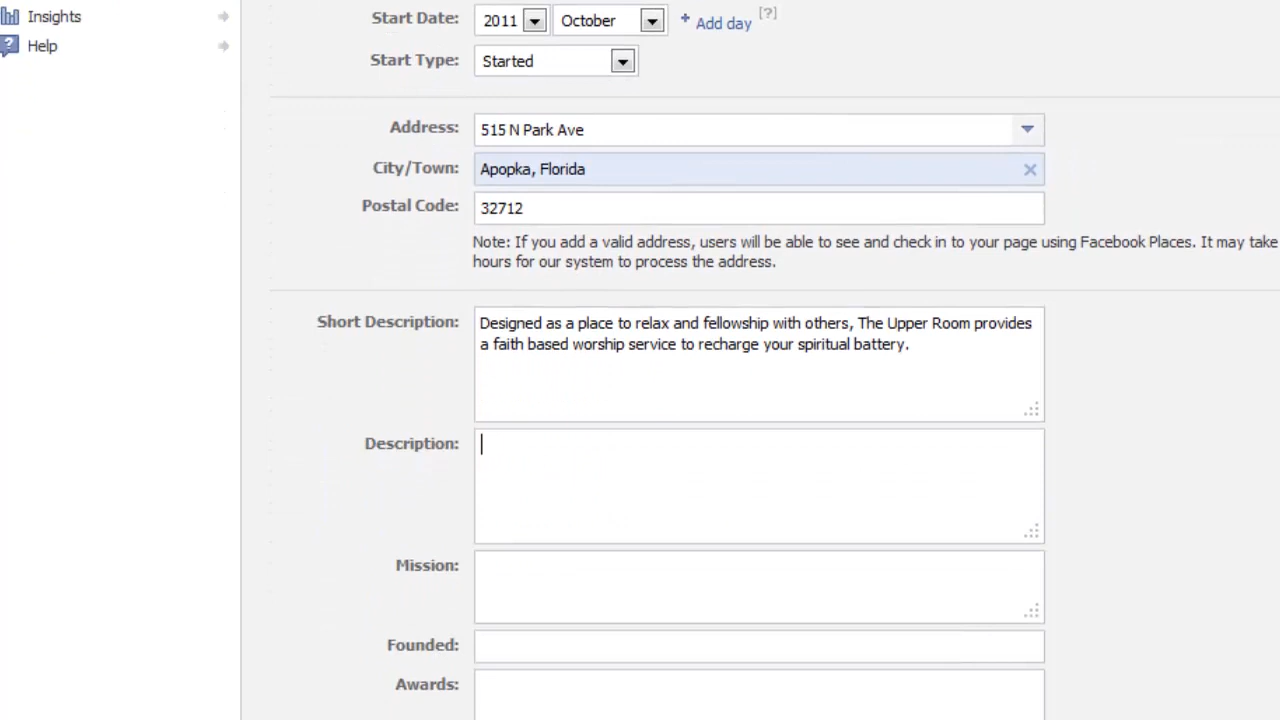 Insights
Help
Start Date: 2011 October + Add day [?]
Start Type: Started
Address: 515 N Park Ave
City/Town: Apopka, Florida
Postal Code: 32712
Note: If you add a valid address, users will be able to see and check in to your page using Facebook Places. It may take
hours for our system to process the address.
Short Description: Designed as a place to relax and fellowship with others, The Upper Room provides
a faith based worship service to recharge your spiritual battery.
Description:
Mission:
Founded:
Awards: